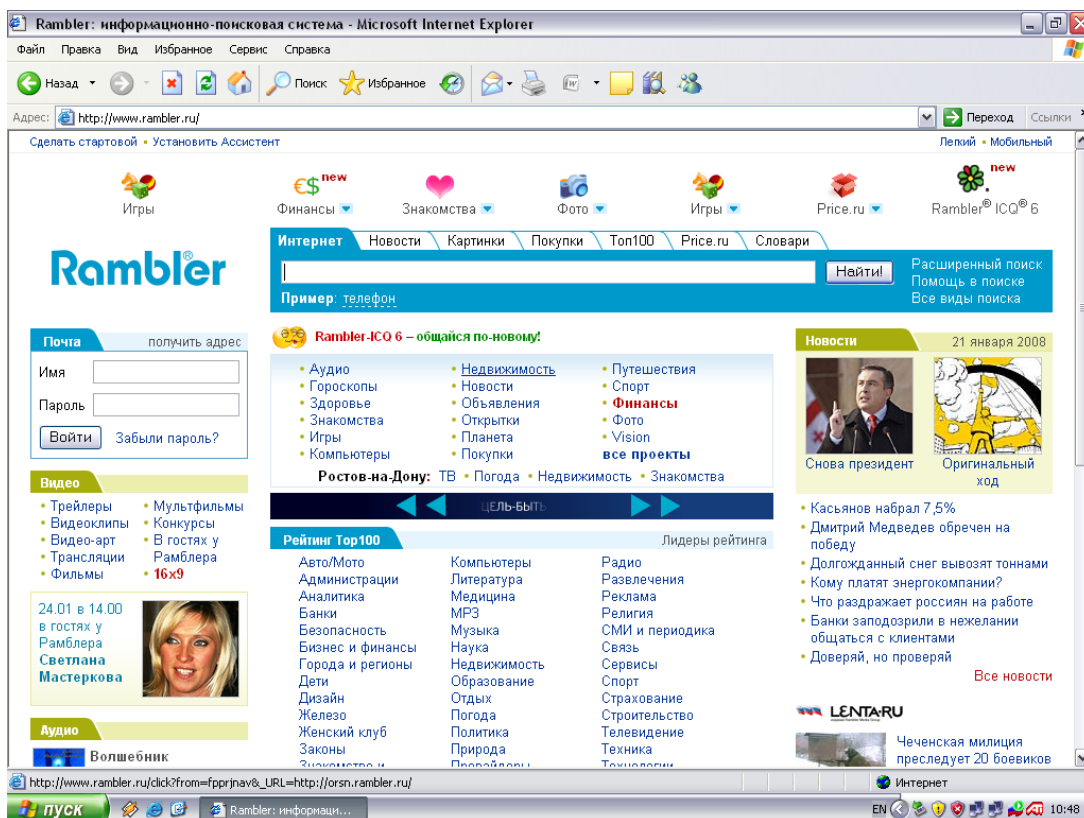 Rambler: информационно-поисковая система - Microsoft Internet Explorer
Файл Правка Вид Избранное Сервис Справка
Назад Поиск Избранное
Адрес: http://www.rambler.ru/ Переход Ссылки
Сделать стартовой • Установить Ассистент Легкий • Мобильный
€$ new new
Игры Финансы Знакомства Фото Игры Price.ru Rambler® ICQ® 6
Интернет Новости Картинки Покупки Топ100 Price.ru Словари
Rambler
Найти!
Расширенный поиск
Помощь в поиске
Все виды поиска
Пример: телефон
Почта получить адрес
Имя
Пароль
Войти Забыли пароль?
Видео
• Трейлеры • Мультфильмы
• Видеоклипы • Конкурсы
• Видео-арт • В гостях у
• Трансляции Рамблера
• Фильмы • 16x9
24.01 в 14.00
в гостях у
Рамблера
Светлана
Мастеркова
Аудио
Волшебник
Rambler-ICQ 6 – общайся по-новому!
• Аудио • Недвижимость • Путешествия
• Гороскопы • Новости • Спорт
• Здоровье • Объявления • Финансы
• Знакомства • Открытки • Фото
• Игры • Планета • Vision
• Компьютеры • Покупки все проекты
Ростов-на-Дону: ТВ • Погода • Недвижимость • Знакомства
ЦЕЛЬ-БЫТЬ
Рейтинг Top100 Лидеры рейтинга
Авто/Мото Компьютеры Радио
Администрации Литература Развлечения
Аналитика Медицина Реклама
Банки MP3 Религия
Безопасность Музыка СМИ и периодика
Бизнес и финансы Наука Связь
Города и регионы Недвижимость Сервисы
Дети Образование Спорт
Дизайн Отдых Страхование
Железо Погода Строительство
Женский клуб Политика Телевидение
Законы Природа Техника
Знакомства и Провайдеры Технологии
Новости 21 января 2008
Снова президент Оригинальный
ход
• Касьянов набрал 7,5%
• Дмитрий Медведев обречен на
победу
• Долгожданный снег вывозят тоннами
• Кому платят энергокомпании?
• Что раздражает россиян на работе
• Банки заподозрили в нежелании
общаться с клиентами
• Доверяй, но проверяй
Все новости
LENTA.RU
Чеченская милиция
преследует 20 боевиков
http://www.rambler.ru/click?from=fpprjnav&_URL=http://orsn.rambler.ru/ Интернет
пуск Rambler: информаци... EN 10:48